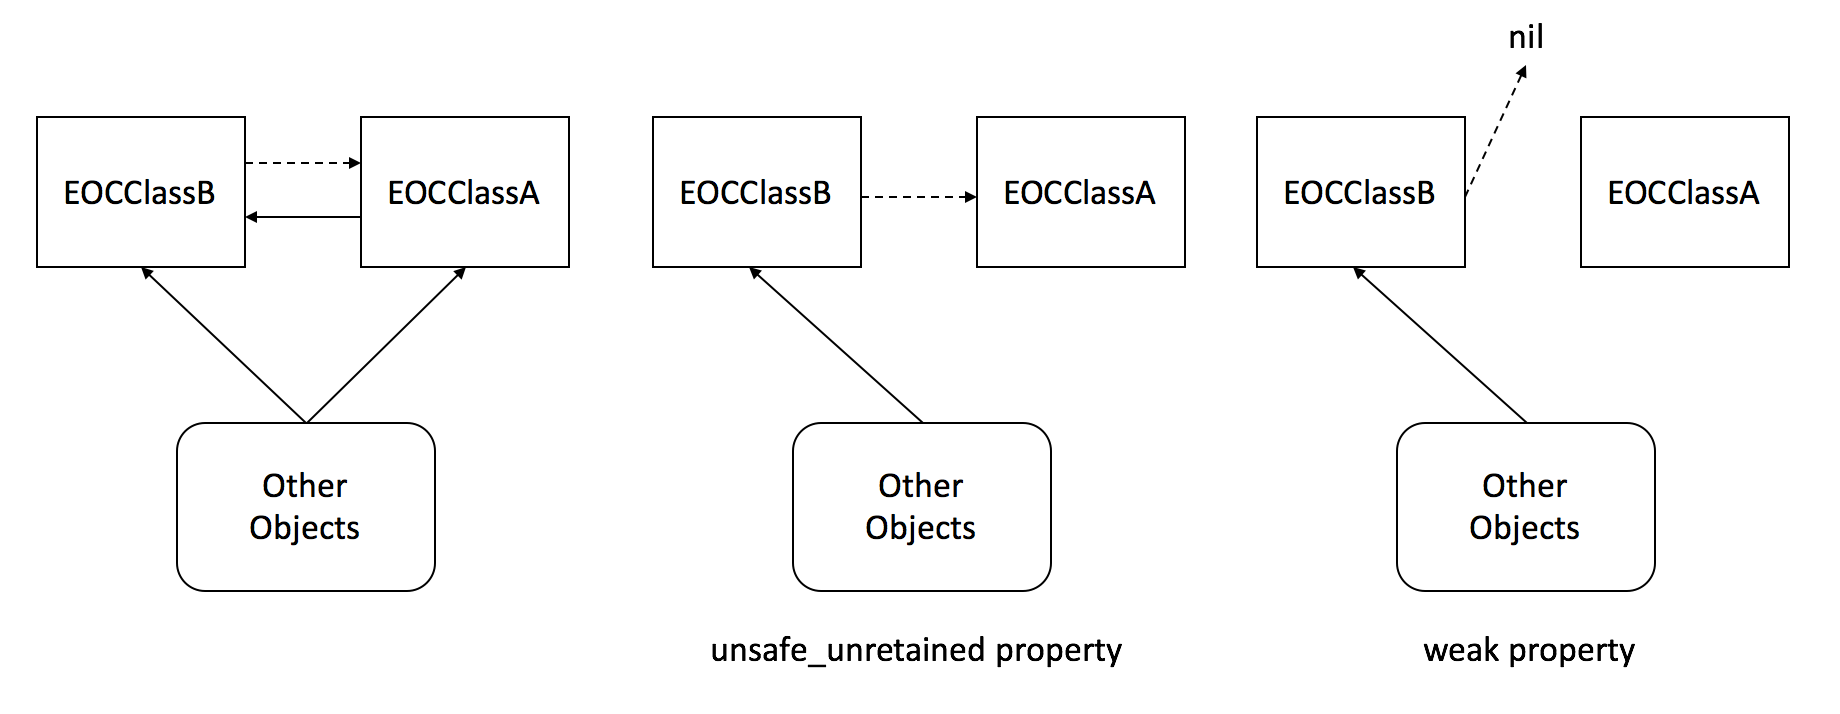 nil
EOCClassB
EOCClassA
EOCClassB
EOCClassA
EOCClassB
EOCClassA
Other
Objects
Other
Objects
Other
Objects
unsafe_unretained property
weak property